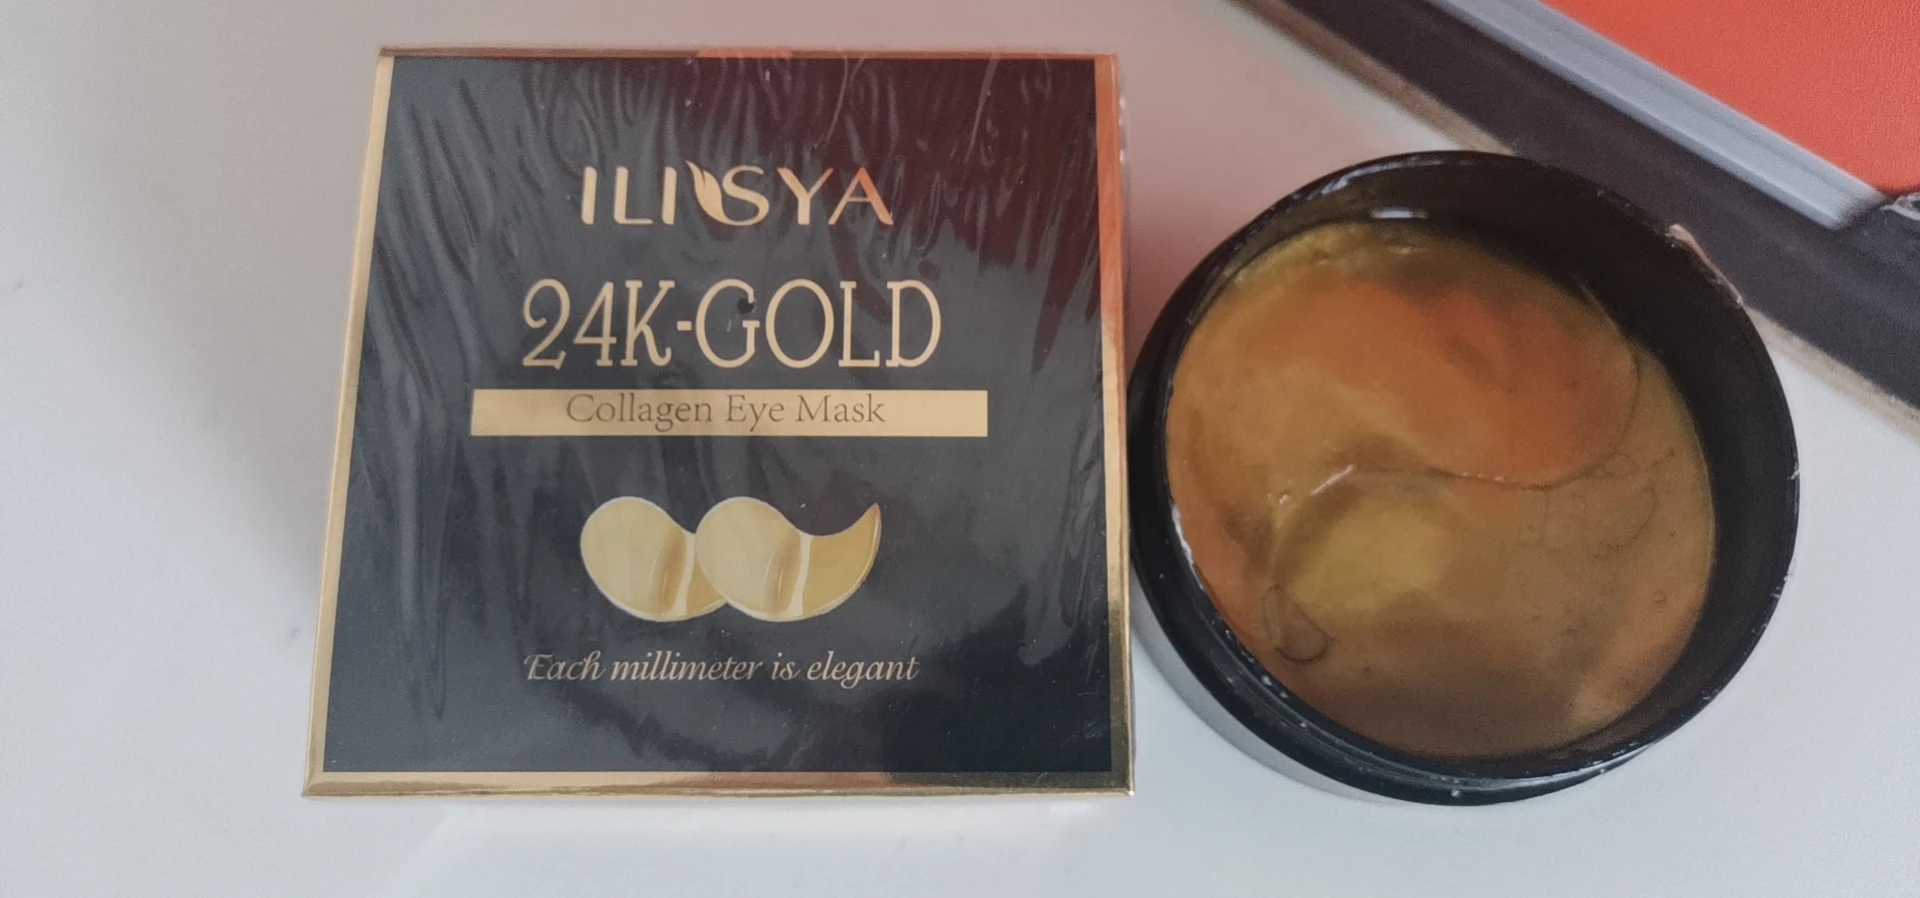 ILISYA
24K-GOLD
Collagen Eye Mask
Each millimeter is elegant